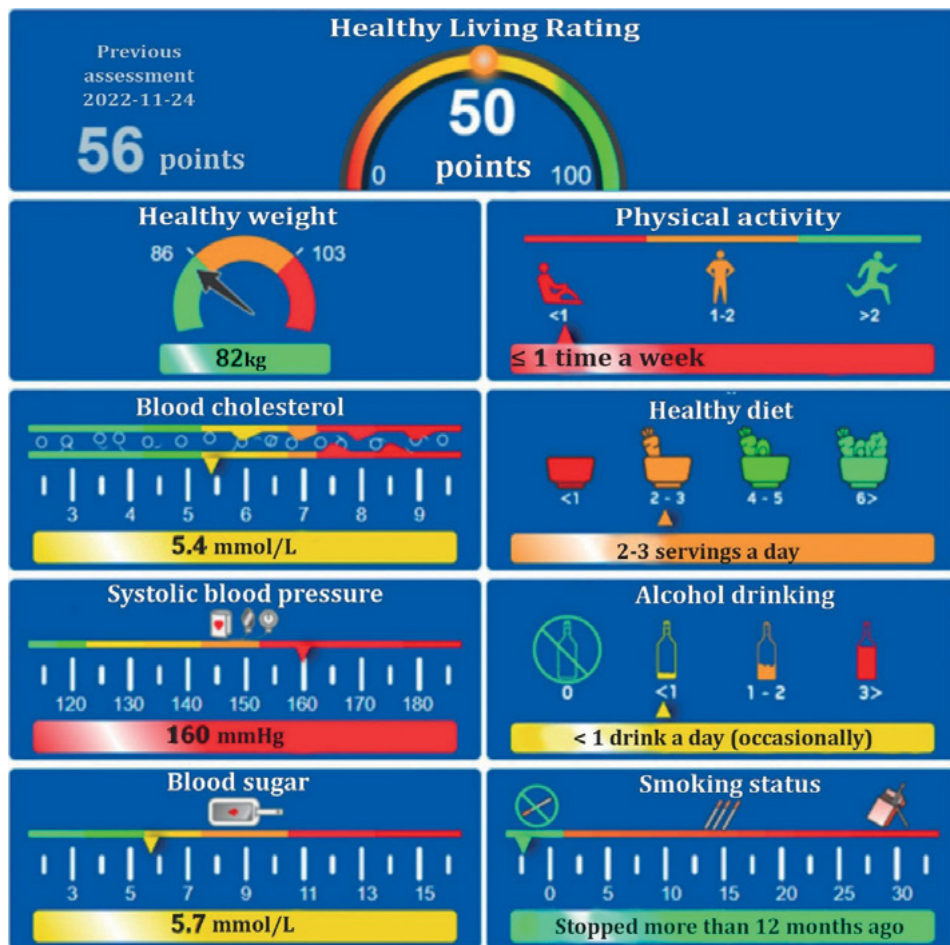 Healthy Living Rating
Previous
assessment
2022-11-24
56 points
50
points
0 100
Healthy weight
86 103
82kg
Physical activity
<1 1-2 >2
≤ 1 time a week
Blood cholesterol
3 4 5 6 7 8 9
5.4 mmol/L
Healthy diet
<1 2 - 3 4 - 5 6>
2-3 servings a day
Systolic blood pressure
120 130 140 150 160 170 180
160 mmHg
Alcohol drinking
0 <1 1 - 2 3>
< 1 drink a day (occasionally)
Blood sugar
3 5 7 9 11 13 15
5.7 mmol/L
Smoking status
0 5 10 15 20 25 30
Stopped more than 12 months ago